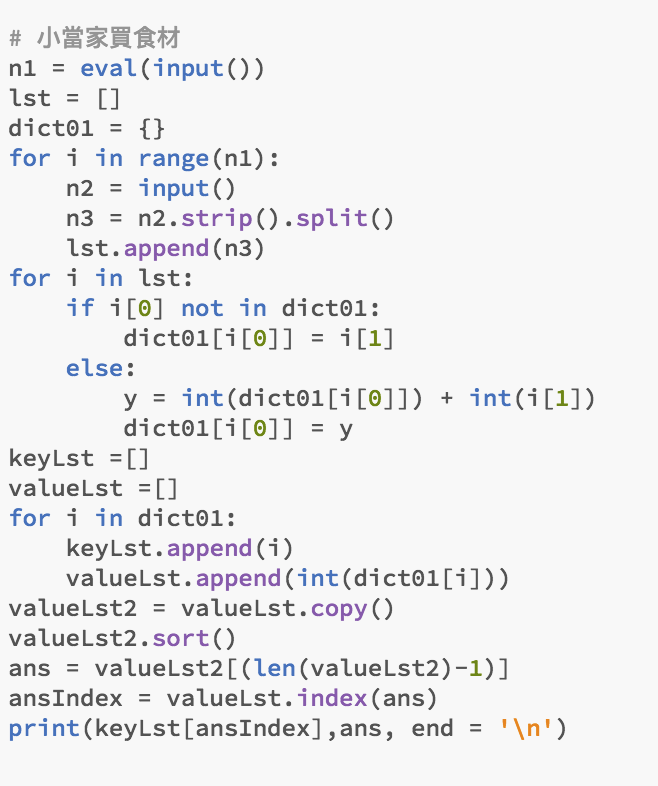 # 小當家買食材
n1 = eval(input())
lst = []
dict01 = {}
for i in range(n1):
    n2 = input()
    n3 = n2.strip().split()
    lst.append(n3)
for i in lst:
    if i[0] not in dict01:
        dict01[i[0]] = i[1]
    else:
        y = int(dict01[i[0]]) + int(i[1])
        dict01[i[0]] = y
keyLst =[]
valueLst =[]
for i in dict01:
    keyLst.append(i)
    valueLst.append(int(dict01[i]))
valueLst2 = valueLst.copy()
valueLst2.sort()
ans = valueLst2[(len(valueLst2)-1)]
ansIndex = valueLst.index(ans)
print(keyLst[ansIndex],ans, end = '\n')